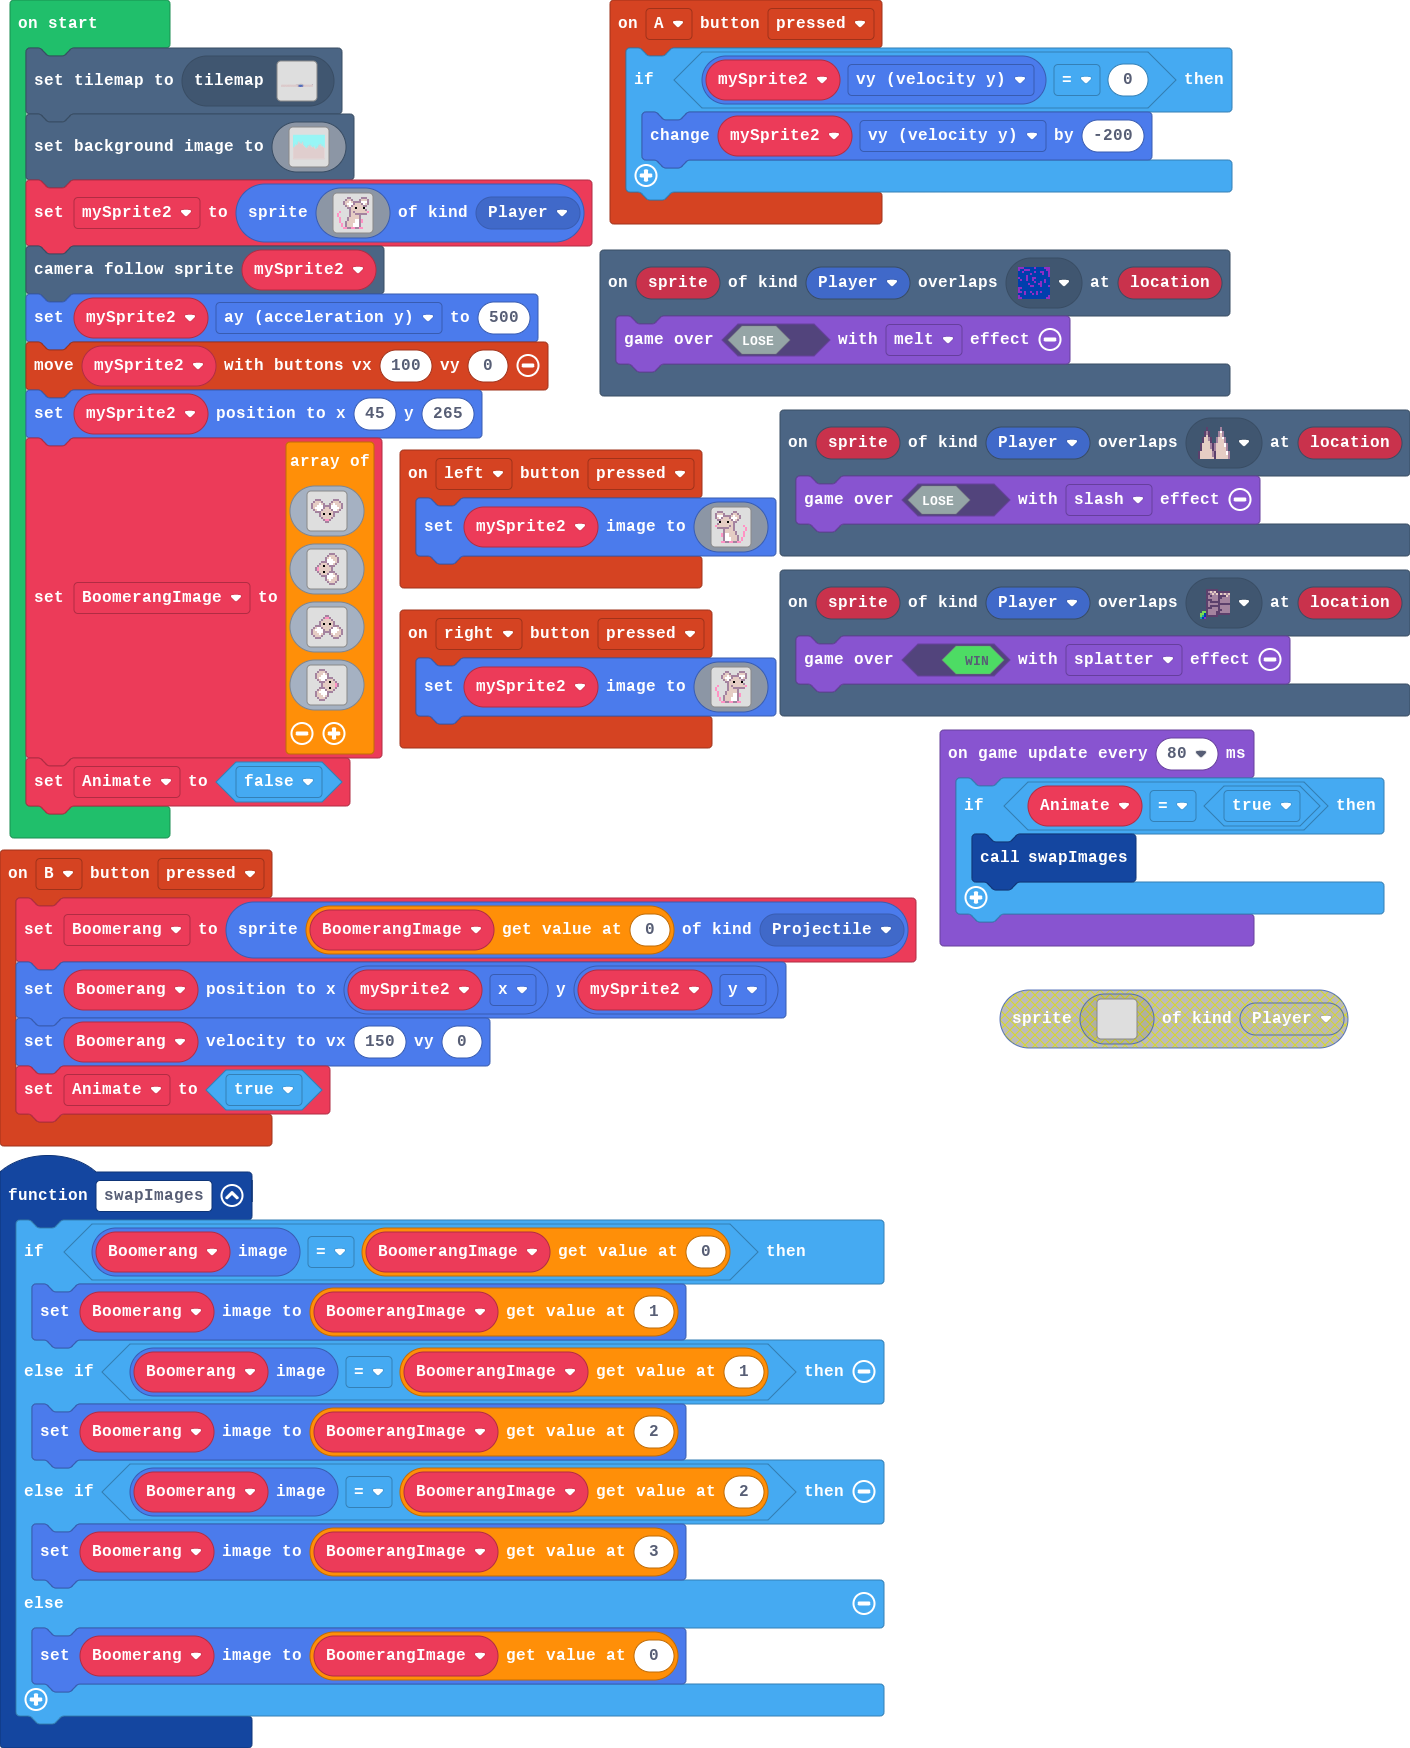 on start
set tilemap to tilemap
set background image to
set mySprite2 to sprite of kind Player
camera follow sprite mySprite2
set mySprite2 ay (acceleration y) to 500
move mySprite2 with buttons vx 100 vy 0
set mySprite2 position to x 45 y 265
array of
set BoomerangImage to
set Animate to false
on A button pressed
if mySprite2 vy (velocity y) = 0 then
change mySprite2 vy (velocity y) by -200
on sprite of kind Player overlaps at location
game over LOSE with melt effect
on sprite of kind Player overlaps at location
game over LOSE with slash effect
on left button pressed
set mySprite2 image to
on right button pressed
set mySprite2 image to
on sprite of kind Player overlaps at location
game over WIN with splatter effect
on game update every 80 ms
if Animate = true then
call swapImages
on B button pressed
set Boomerang to sprite BoomerangImage get value at 0 of kind Projectile
set Boomerang position to x mySprite2 x y mySprite2 y
set Boomerang velocity to vx 150 vy 0
set Animate to true
sprite of kind Player
function swapImages
if Boomerang image = BoomerangImage get value at 0 then
set Boomerang image to BoomerangImage get value at 1
else if Boomerang image = BoomerangImage get value at 1 then
set Boomerang image to BoomerangImage get value at 2
else if Boomerang image = BoomerangImage get value at 2 then
set Boomerang image to BoomerangImage get value at 3
else
set Boomerang image to BoomerangImage get value at 0